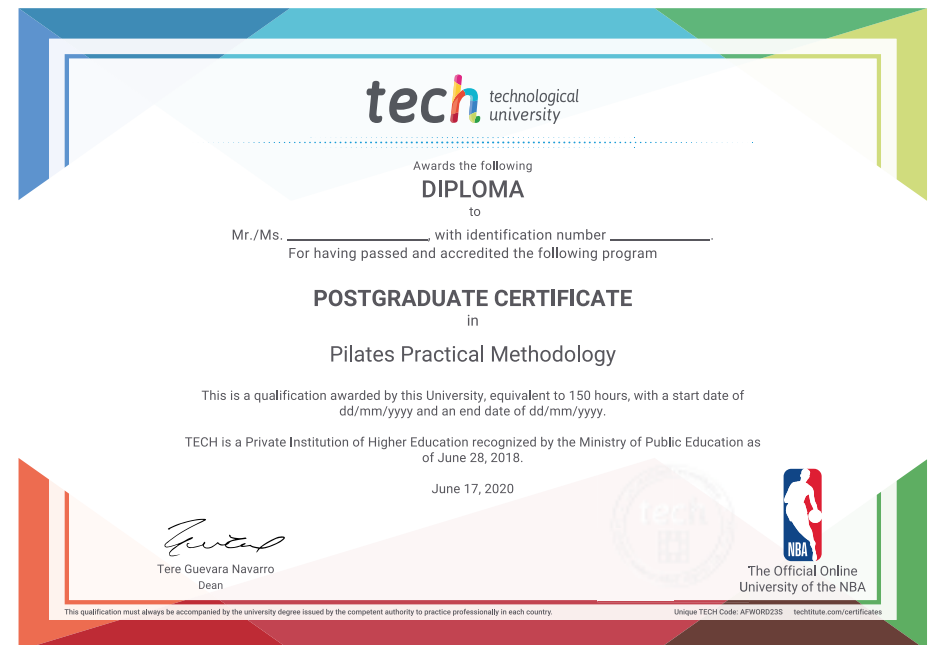 tech technological
university
Awards the following
DIPLOMA
to
Mr./Ms. ____________________, with identification number ______________.
For having passed and accredited the following program
POSTGRADUATE CERTIFICATE
in
Pilates Practical Methodology
This is a qualification awarded by this University, equivalent to 150 hours, with a start date of
dd/mm/yyyy and an end date of dd/mm/yyyy.
TECH is a Private Institution of Higher Education recognized by the Ministry of Public Education as
of June 28, 2018.
June 17, 2020
tech
NBA
Tere Guevara Navarro
Dean
The Official Online
University of the NBA
This qualification must always be accompanied by the university degree issued by the competent authority to practice professionally in each country.
Unique TECH Code: AFWORD23S techtitute.com/certificates